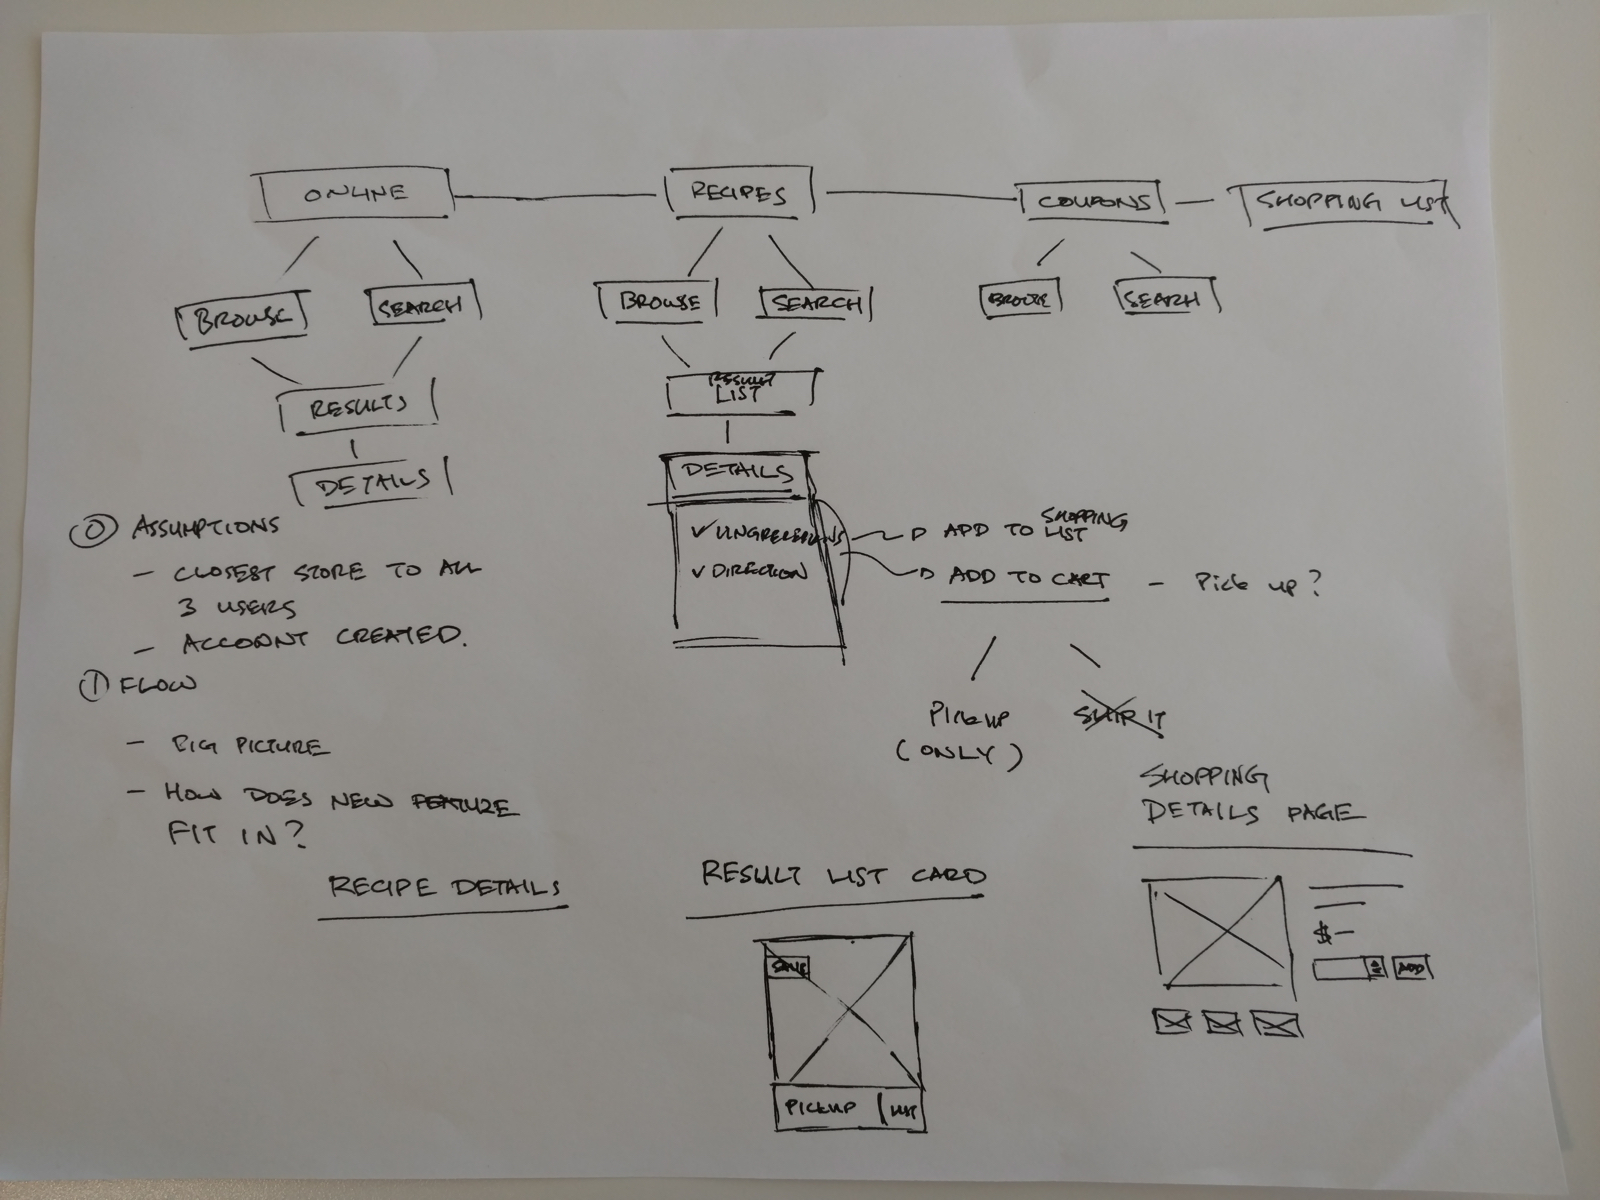 ONLINE
RECIPES
COUPONS
SHOPPING LIST
BROWSE
SEARCH
BROWSE
SEARCH
BROWSE
SEARCH
RESULTS
DETAILS
RESULT
LIST
DETAILS
✓ DIRECTION
ADD TO SHOPPING
LIST
ADD TO CART - PICK UP?
PICKUP
(ONLY)
SHIP IT
0 ASSUMPTIONS
- CLOSEST STORE TO ALL
3 USERS
- ACCOUNT CREATED.
1 FLOW
- BIG PICTURE
- HOW DOES NEW FEATURE
FIT IN?
RECIPE DETAILS
RESULT LIST CARD
SAVE
PICKUP LIST
SHOPPING
DETAILS PAGE
$-
ADD